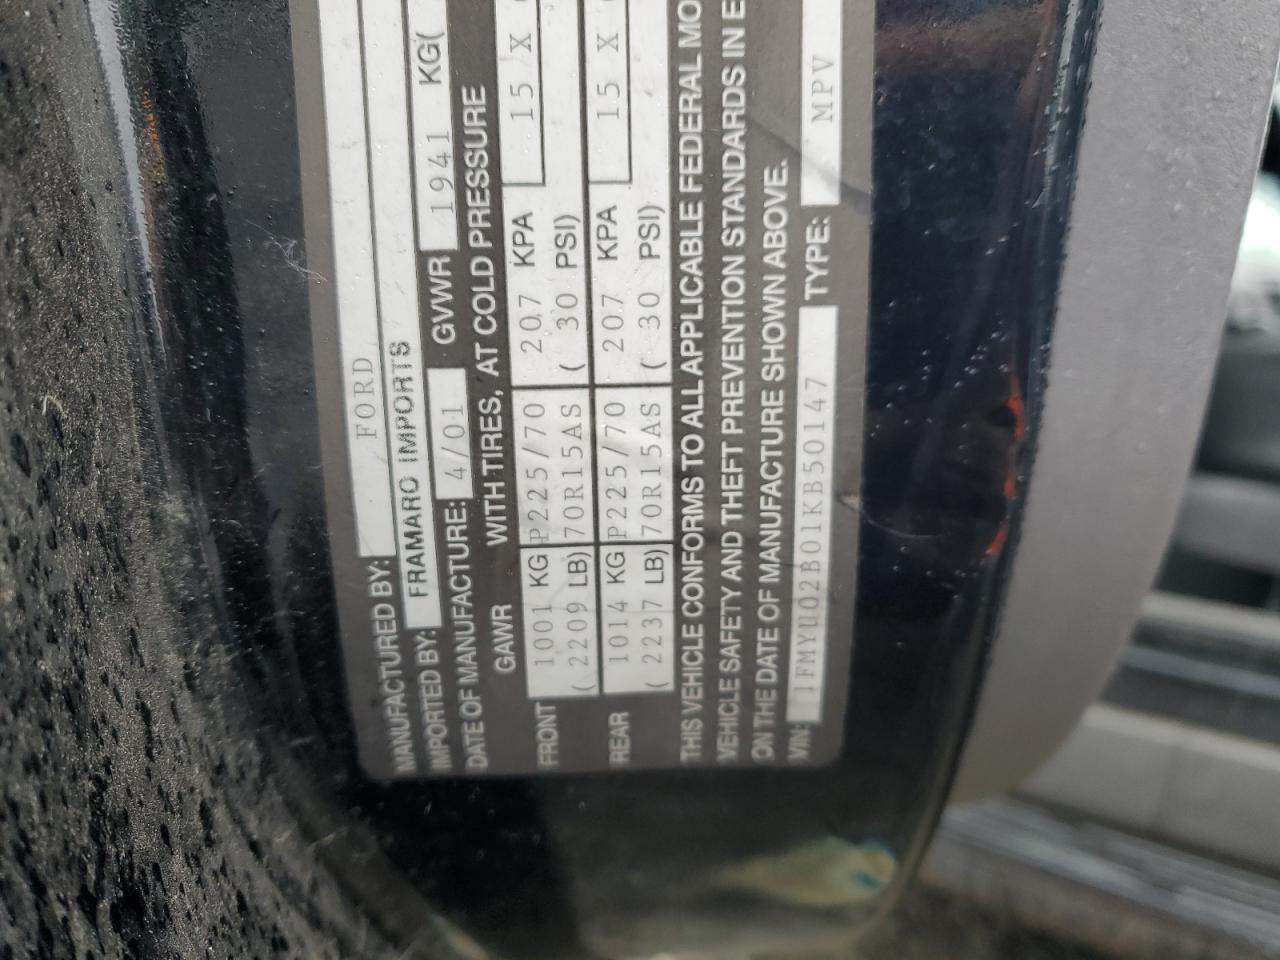 MANUFACTURED BY: FORD
IMPORTED BY: FRAMARO IMPORTS
DATE OF MANUFACTURE: 4/01 GVWR 1941 KG(
GAWR WITH TIRES, AT COLD PRESSURE
FRONT 1001 KG P225/70 207 KPA 15 X
( 2209 LB) 70R15AS ( 30 PSI)
REAR 1014 KG P225/70 207 KPA 15 X
( 2237 LB) 70R15AS ( 30 PSI)
THIS VEHICLE CONFORMS TO ALL APPLICABLE FEDERAL MO
VEHICLE SAFETY AND THEFT PREVENTION STANDARDS IN E
ON THE DATE OF MANUFACTURE SHOWN ABOVE.
VIN: 1FMYU02B01KB50147 TYPE: MPV